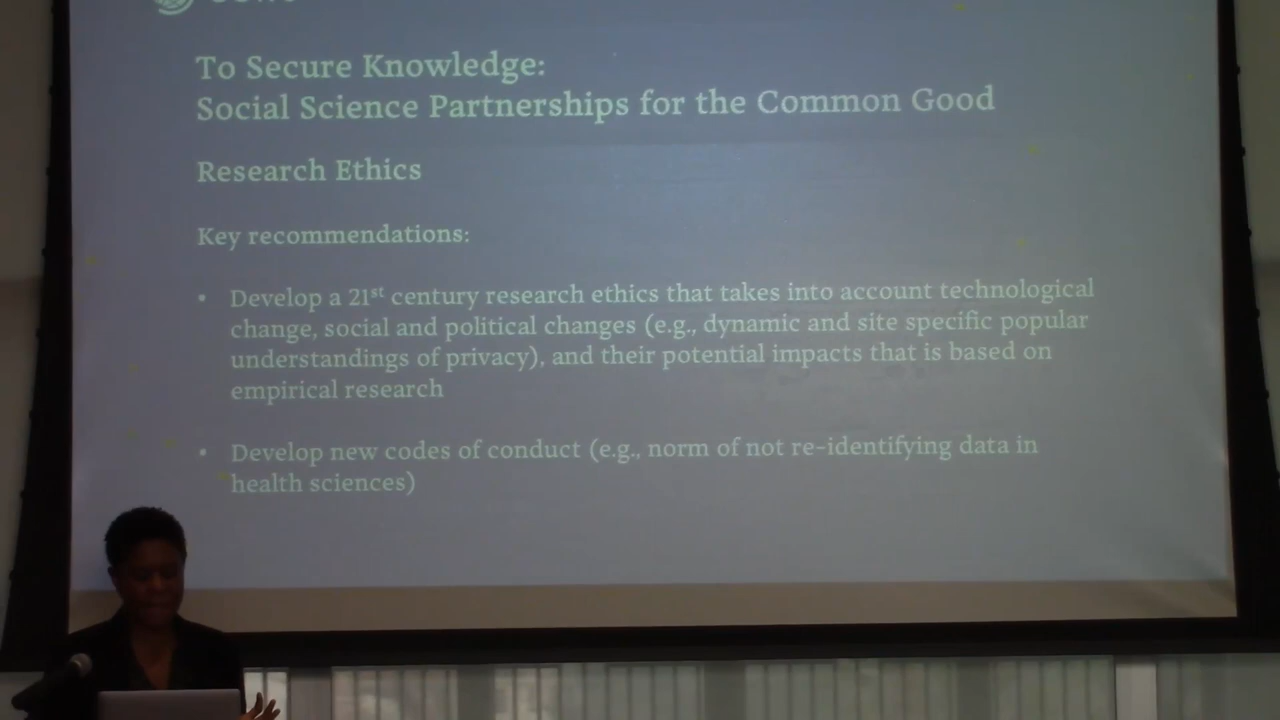 To Secure Knowledge:
Social Science Partnerships for the Common Good
Research Ethics
Key recommendations:
• Develop a 21st century research ethics that takes into account technological
change, social and political changes (e.g., dynamic and site specific popular
understandings of privacy), and their potential impacts that is based on
empirical research
• Develop new codes of conduct (e.g., norm of not re-identifying data in
health sciences)